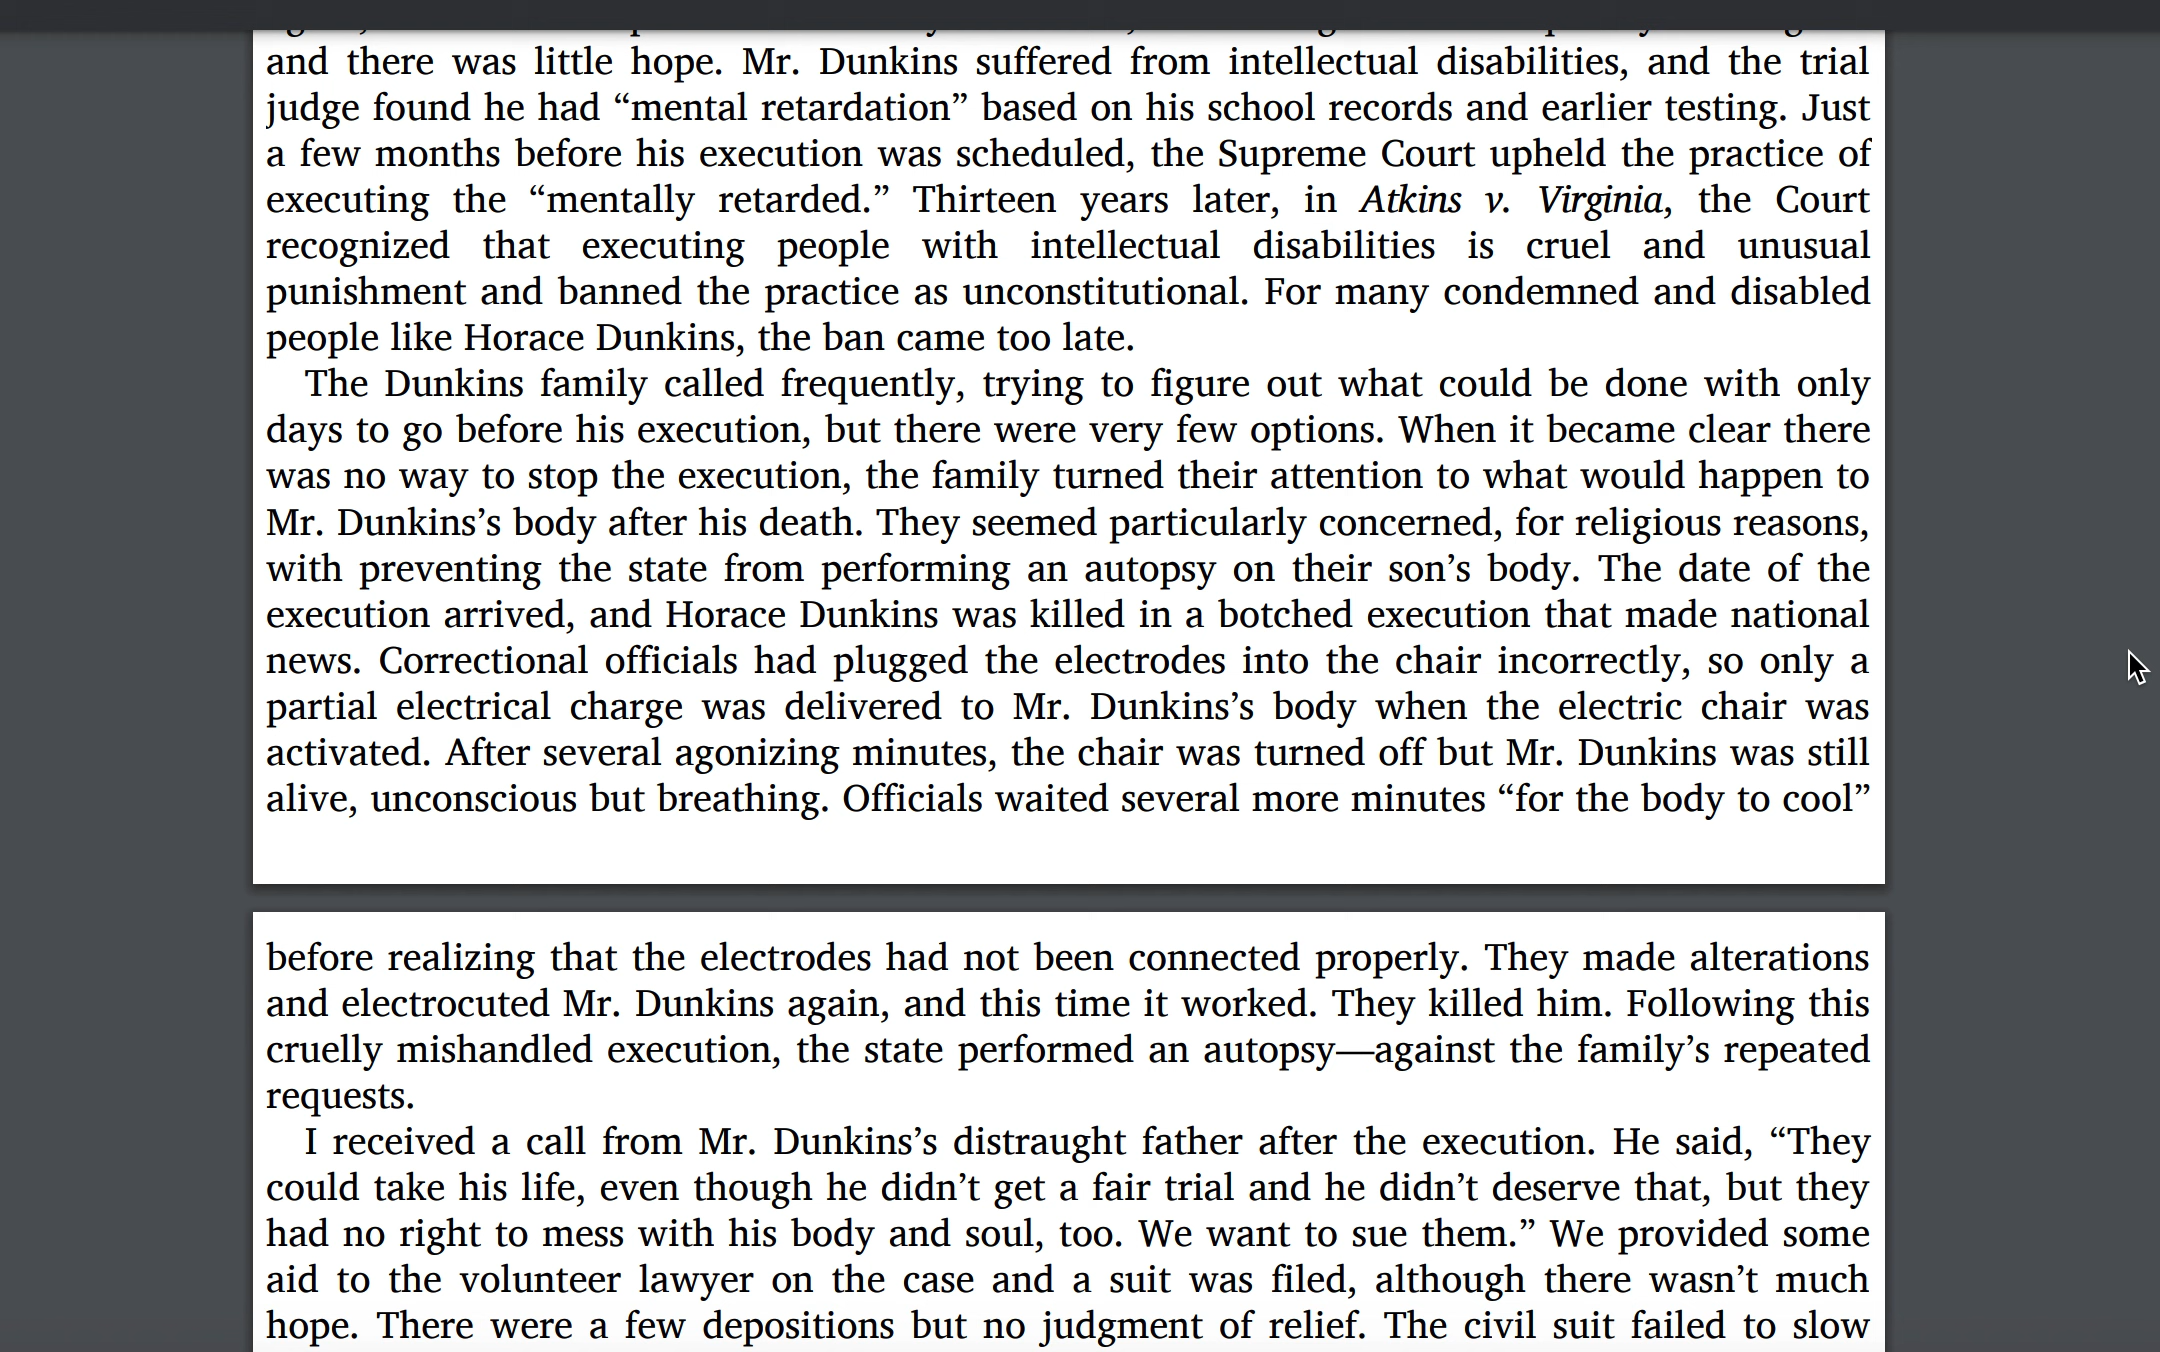 and there was little hope. Mr. Dunkins suffered from intellectual disabilities, and the trial
judge found he had “mental retardation” based on his school records and earlier testing. Just
a few months before his execution was scheduled, the Supreme Court upheld the practice of
executing the “mentally retarded.” Thirteen years later, in Atkins v. Virginia, the Court
recognized that executing people with intellectual disabilities is cruel and unusual
punishment and banned the practice as unconstitutional. For many condemned and disabled
people like Horace Dunkins, the ban came too late.
The Dunkins family called frequently, trying to figure out what could be done with only
days to go before his execution, but there were very few options. When it became clear there
was no way to stop the execution, the family turned their attention to what would happen to
Mr. Dunkins’s body after his death. They seemed particularly concerned, for religious reasons,
with preventing the state from performing an autopsy on their son’s body. The date of the
execution arrived, and Horace Dunkins was killed in a botched execution that made national
news. Correctional officials had plugged the electrodes into the chair incorrectly, so only a
partial electrical charge was delivered to Mr. Dunkins’s body when the electric chair was
activated. After several agonizing minutes, the chair was turned off but Mr. Dunkins was still
alive, unconscious but breathing. Officials waited several more minutes “for the body to cool”
before realizing that the electrodes had not been connected properly. They made alterations
and electrocuted Mr. Dunkins again, and this time it worked. They killed him. Following this
cruelly mishandled execution, the state performed an autopsy—against the family’s repeated
requests.
I received a call from Mr. Dunkins’s distraught father after the execution. He said, “They
could take his life, even though he didn’t get a fair trial and he didn’t deserve that, but they
had no right to mess with his body and soul, too. We want to sue them.” We provided some
aid to the volunteer lawyer on the case and a suit was filed, although there wasn’t much
hope. There were a few depositions but no judgment of relief. The civil suit failed to slow